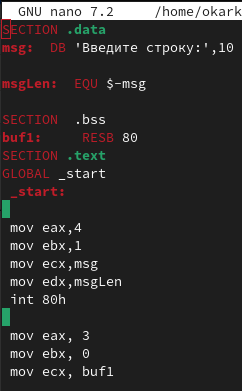 GNU nano 7.2 /home/okark
SECTION .data
msg: DB 'Введите строку:',10
msgLen: EQU $-msg
SECTION .bss
buf1: RESB 80
SECTION .text
GLOBAL _start
_start:
mov eax,4
mov ebx,1
mov ecx,msg
mov edx,msgLen
int 80h
mov eax, 3
mov ebx, 0
mov ecx, buf1